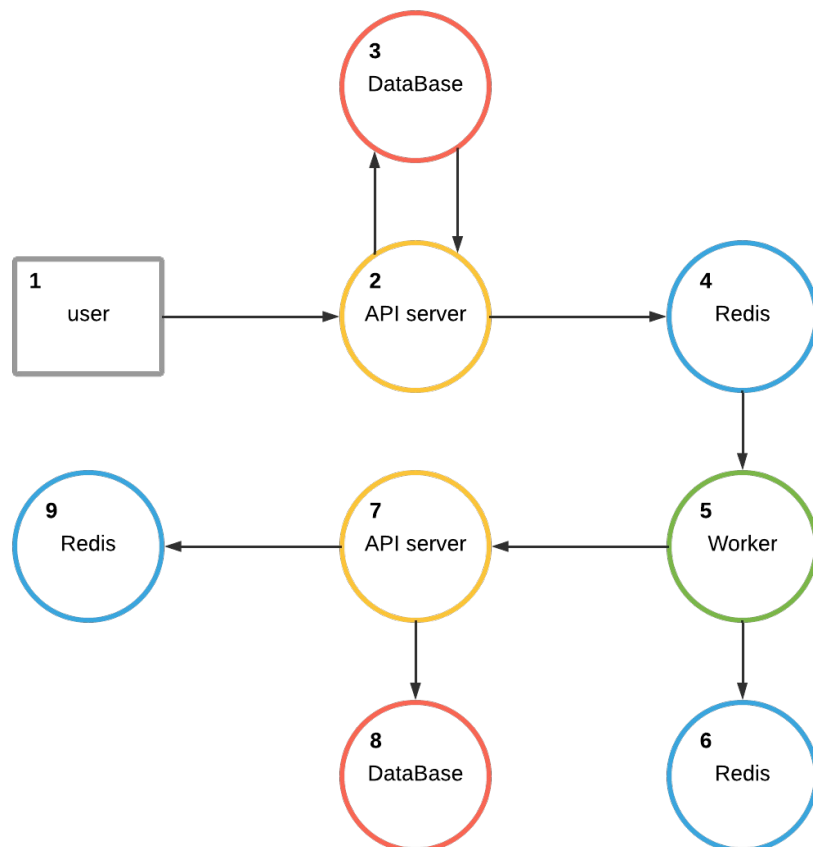 3
DataBase
1
user
2
API server
4
Redis
9
Redis
7
API server
5
Worker
8
DataBase
6
Redis